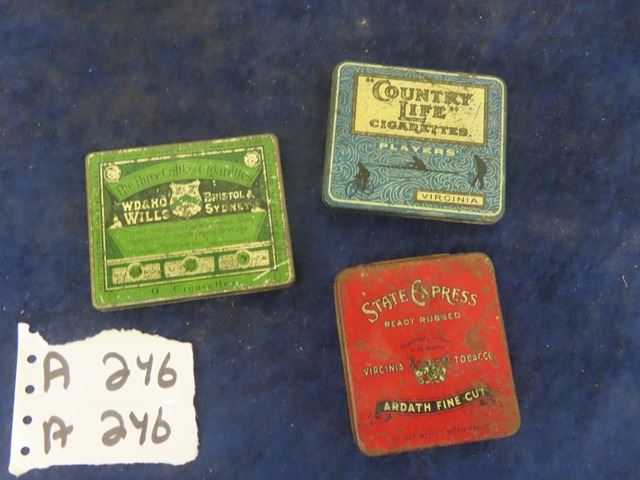 "COUNTRY
LIFE"
CIGARETTES
PLAYERS
VIRGINIA
The Three Castles Cigarettes
WD & HO
WILLS
BRISTOL &
SYDNEY
9 Cigarettes
STATE EXPRESS
READY RUBBED
VIRGINIA TOBACCO
ARDATH FINE CUT
A 246
A 246